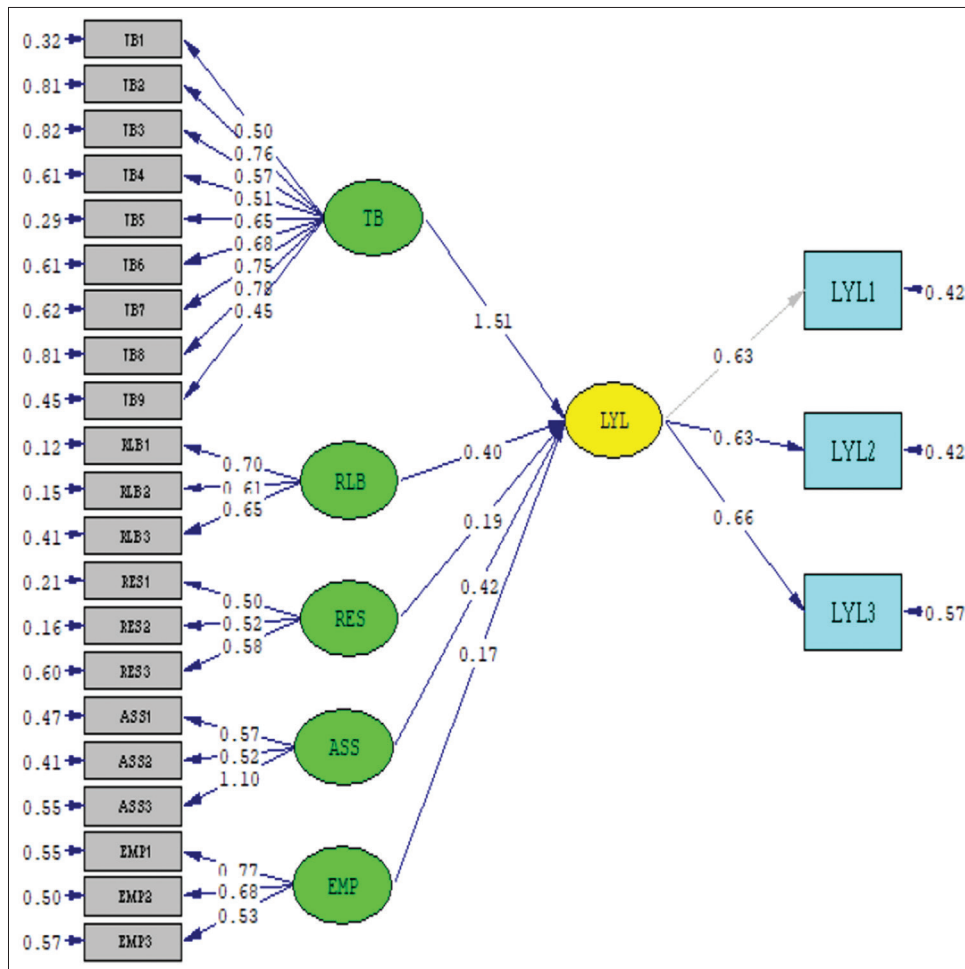 0.32 TB1
0.81 TB2
0.82 TB3
0.61 TB4
0.29 TB5
0.61 TB6
0.62 TB7
0.81 TB8
0.45 TB9
0.12 RLB1
0.15 RLB2
0.41 RLB3
0.21 RES1
0.16 RES2
0.60 RES3
0.47 ASS1
0.41 ASS2
0.55 ASS3
0.55 EMP1
0.50 EMP2
0.57 EMP3
0.50
0.76
0.57
0.51
0.65
0.68
0.75
0.78
0.45
0.70
0.61
0.65
0.50
0.52
0.58
0.57
0.52
1.10
0.77
0.68
0.53
TB
RLB
RES
ASS
EMP
1.51
0.40
0.19
0.42
0.17
LYL
0.63
0.63
0.66
LYL1 0.42
LYL2 0.42
LYL3 0.57